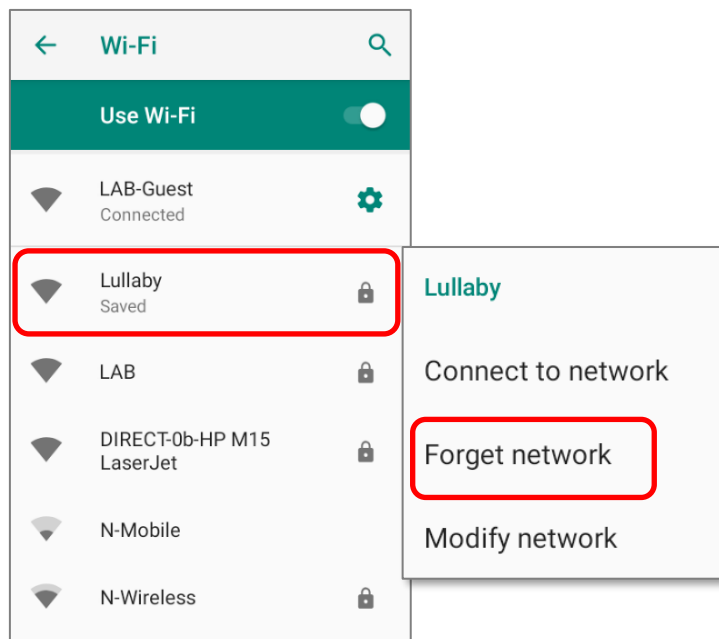 Wi-Fi
Use Wi-Fi
LAB-Guest
Connected
Lullaby
Saved
LAB
DIRECT-0b-HP M15
LaserJet
N-Mobile
N-Wireless
Lullaby
Connect to network
Forget network
Modify network